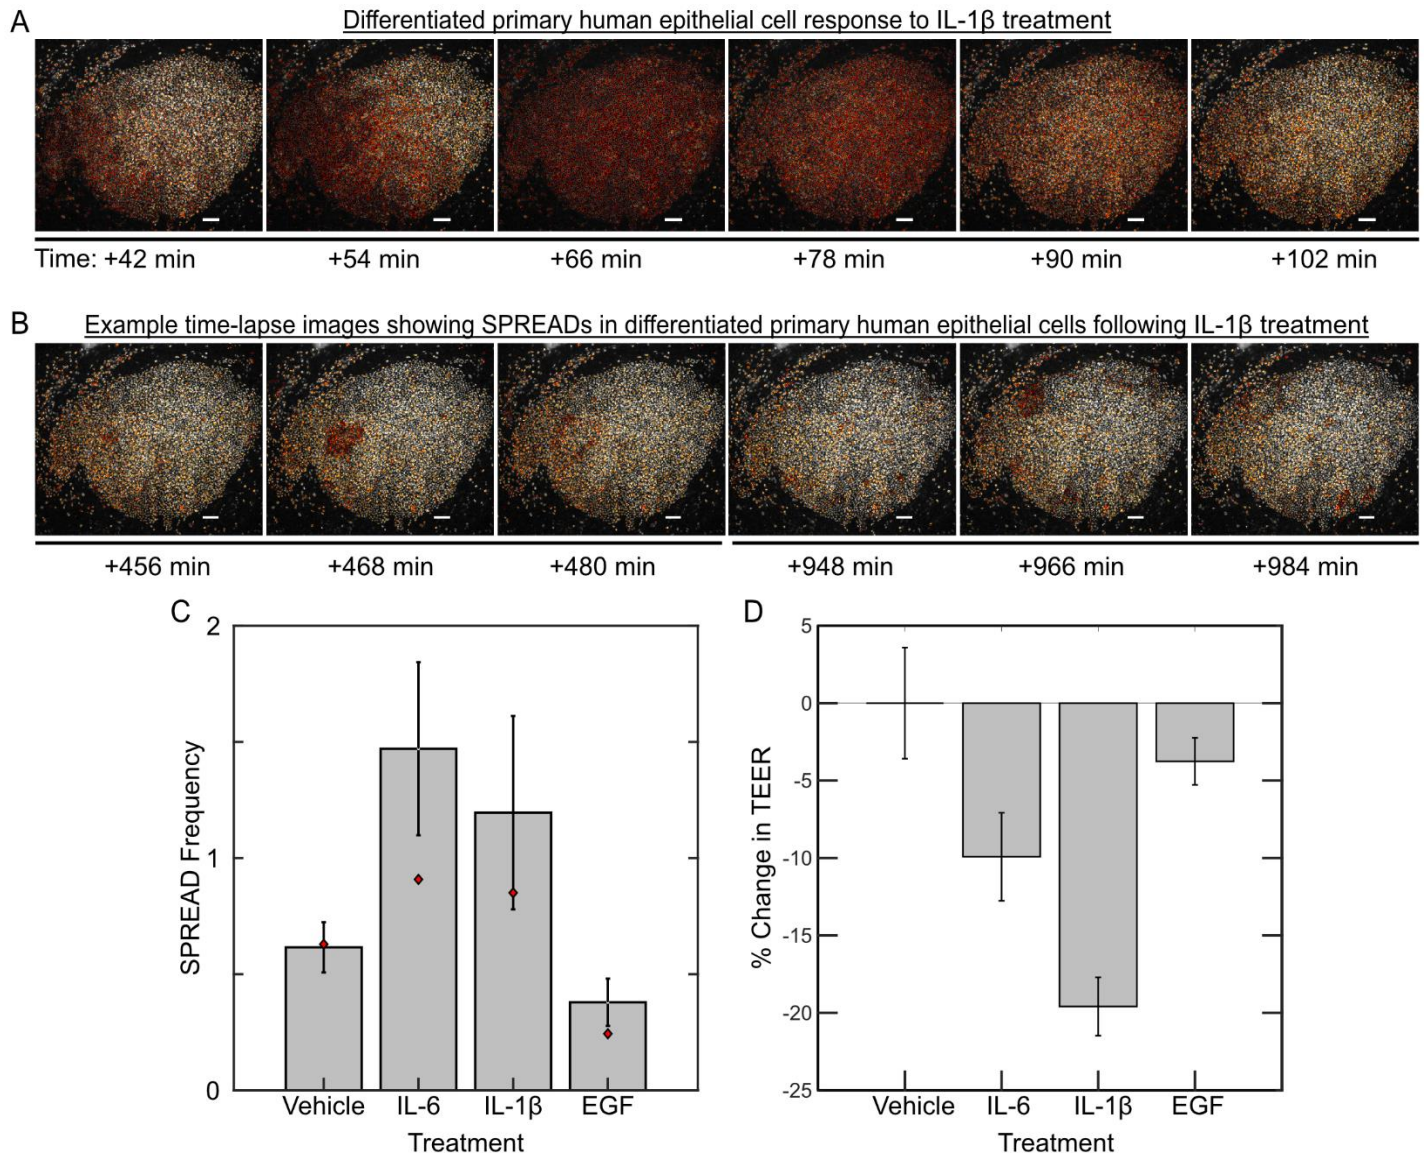 A
Differentiated primary human epithelial cell response to IL-1β treatment
Time: +42 min +54 min +66 min +78 min +90 min +102 min
B
Example time-lapse images showing SPREADs in differentiated primary human epithelial cells following IL-1β treatment
+456 min +468 min +480 min +948 min +966 min +984 min
C
2
1
0
SPREAD Frequency
Vehicle IL-6 IL-1β EGF
Treatment
D
5
0
-5
-10
-15
-20
-25
% Change in TEER
Vehicle IL-6 IL-1β EGF
Treatment